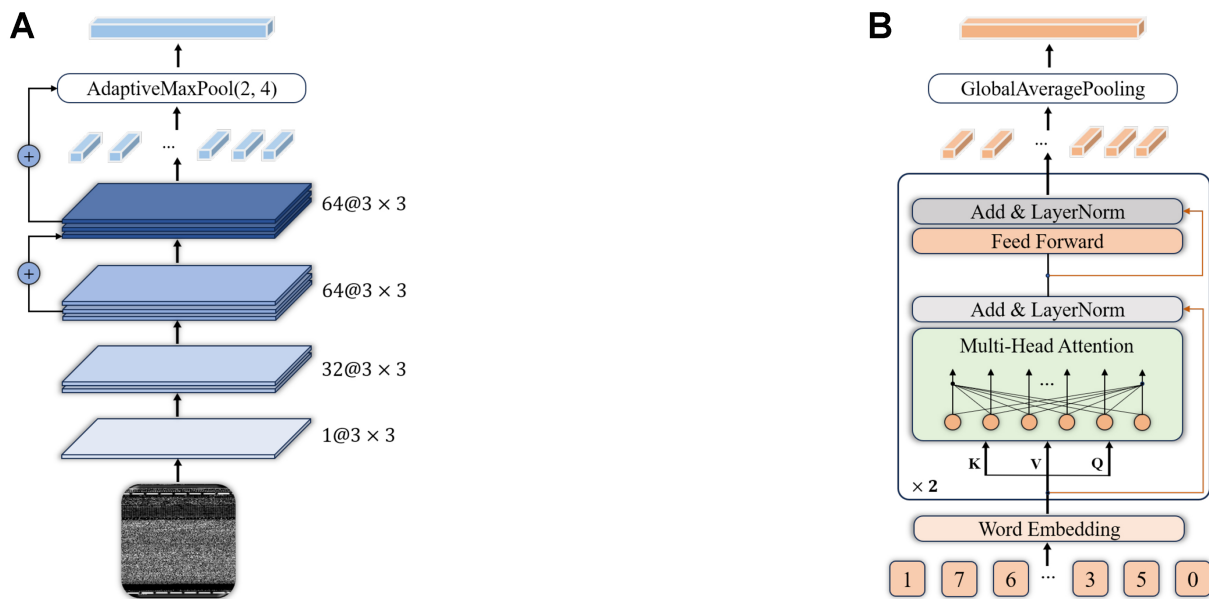 A
AdaptiveMaxPool(2, 4)
...
+
64@3 × 3
+
64@3 × 3
32@3 × 3
1@3 × 3
B
GlobalAveragePooling
...
Add & LayerNorm
Feed Forward
Add & LayerNorm
Multi-Head Attention
...
K V Q
× 2
Word Embedding
1 7 6 ... 3 5 0